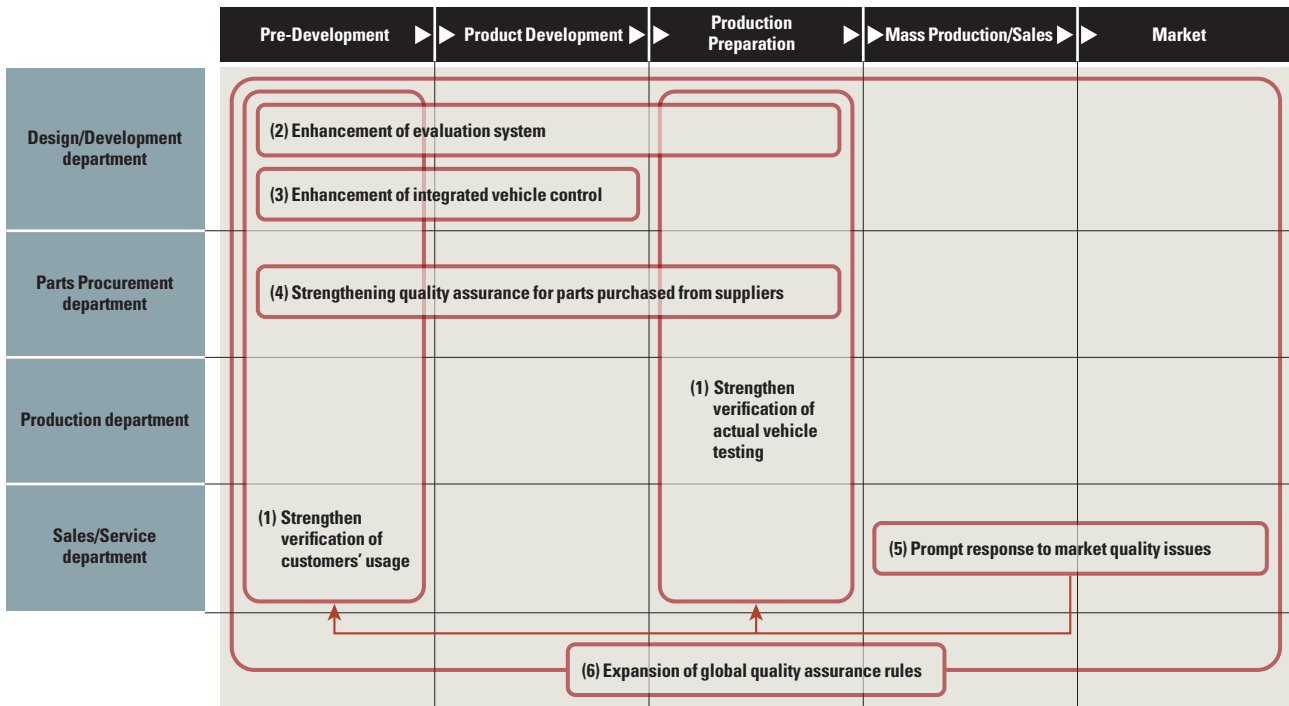 Pre-Development
Product Development
Production
Preparation
Mass Production/Sales
Market
Design/Development
department
(2) Enhancement of evaluation system
(3) Enhancement of integrated vehicle control
Parts Procurement
department
(4) Strengthening quality assurance for parts purchased from suppliers
Production department
(1) Strengthen
verification of
actual vehicle
testing
Sales/Service
department
(1) Strengthen
verification of
customers’ usage
(5) Prompt response to market quality issues
(6) Expansion of global quality assurance rules